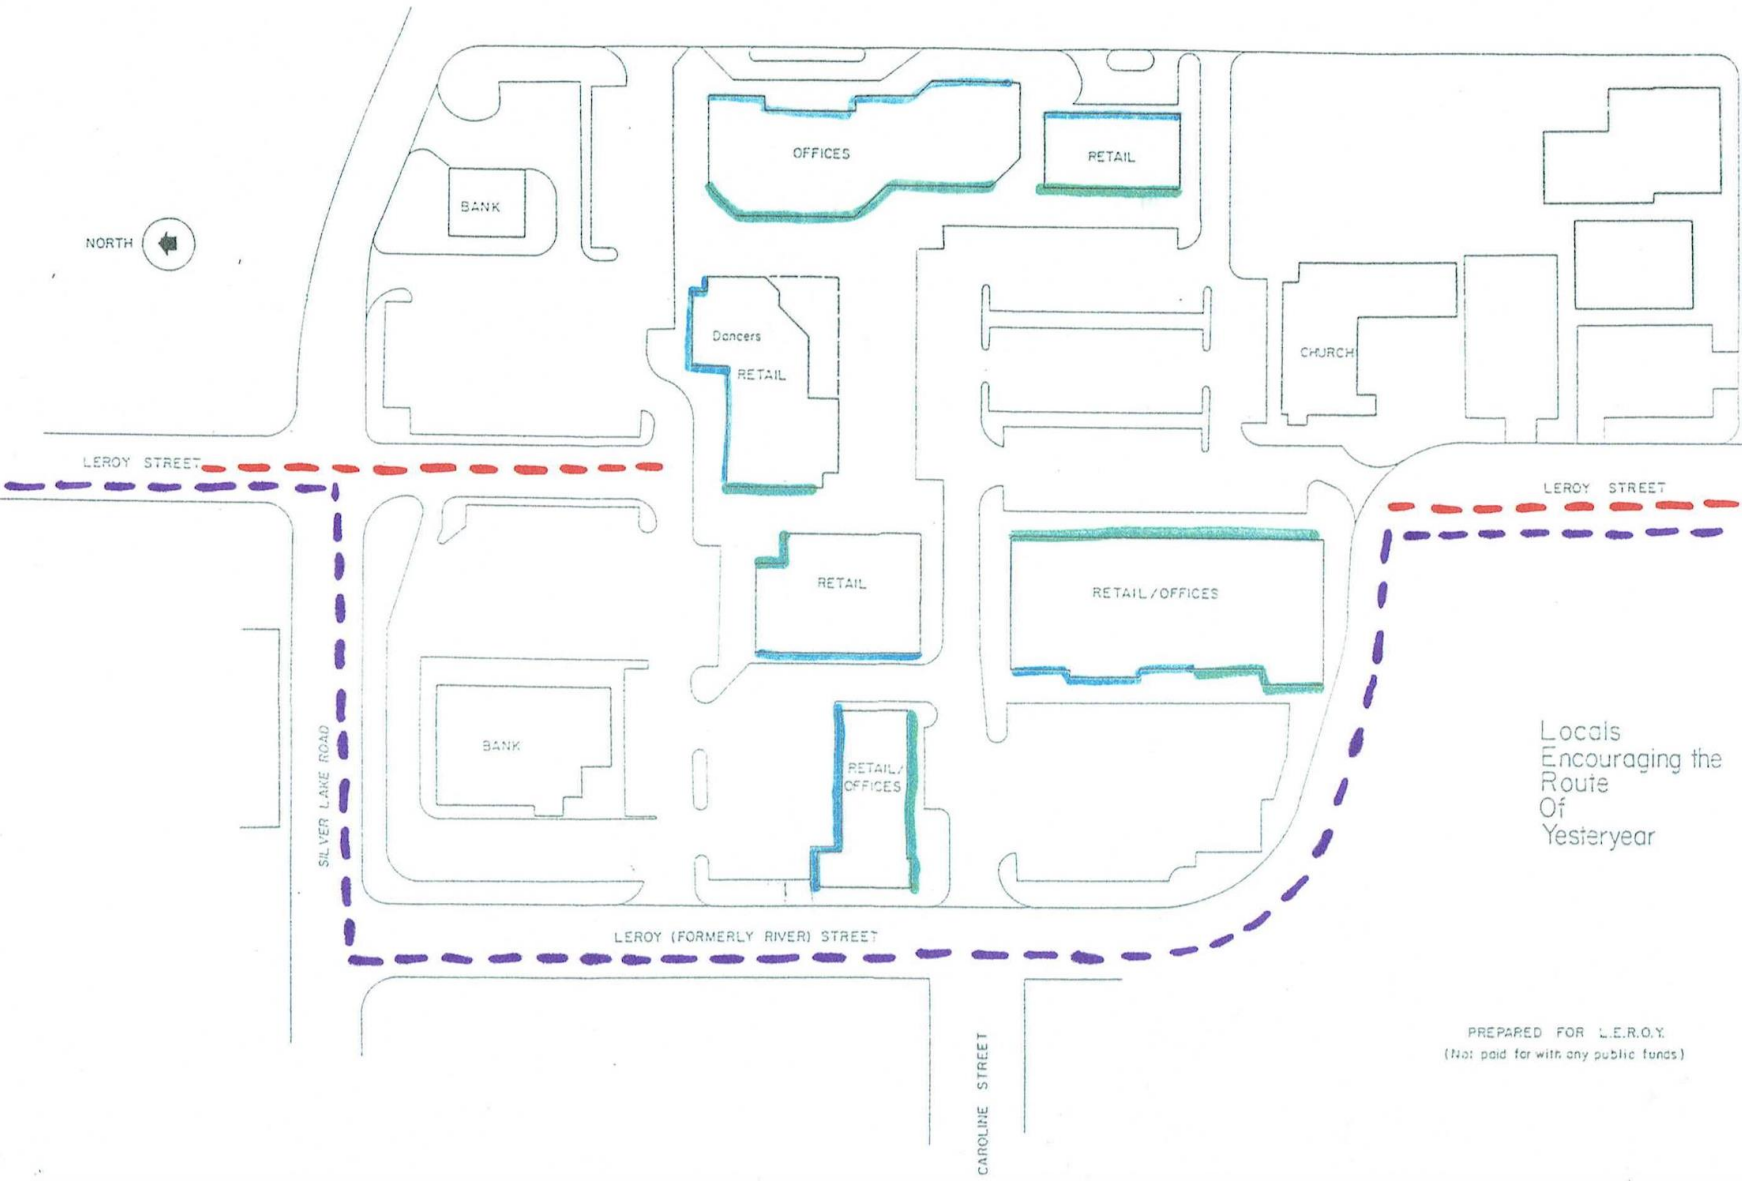 OFFICES
RETAIL
BANK
NORTH
Dancers
RETAIL
CHURCH
LEROY STREET
LEROY STREET
RETAIL
RETAIL/OFFICES
BANK
RETAIL/
OFFICES
SILVER LAKE ROAD
Locals
Encouraging the
Route
Of
Yesteryear
LEROY (FORMERLY RIVER) STREET
CAROLINE STREET
PREPARED FOR L.E.R.O.Y.
(Not paid for with any public funds)